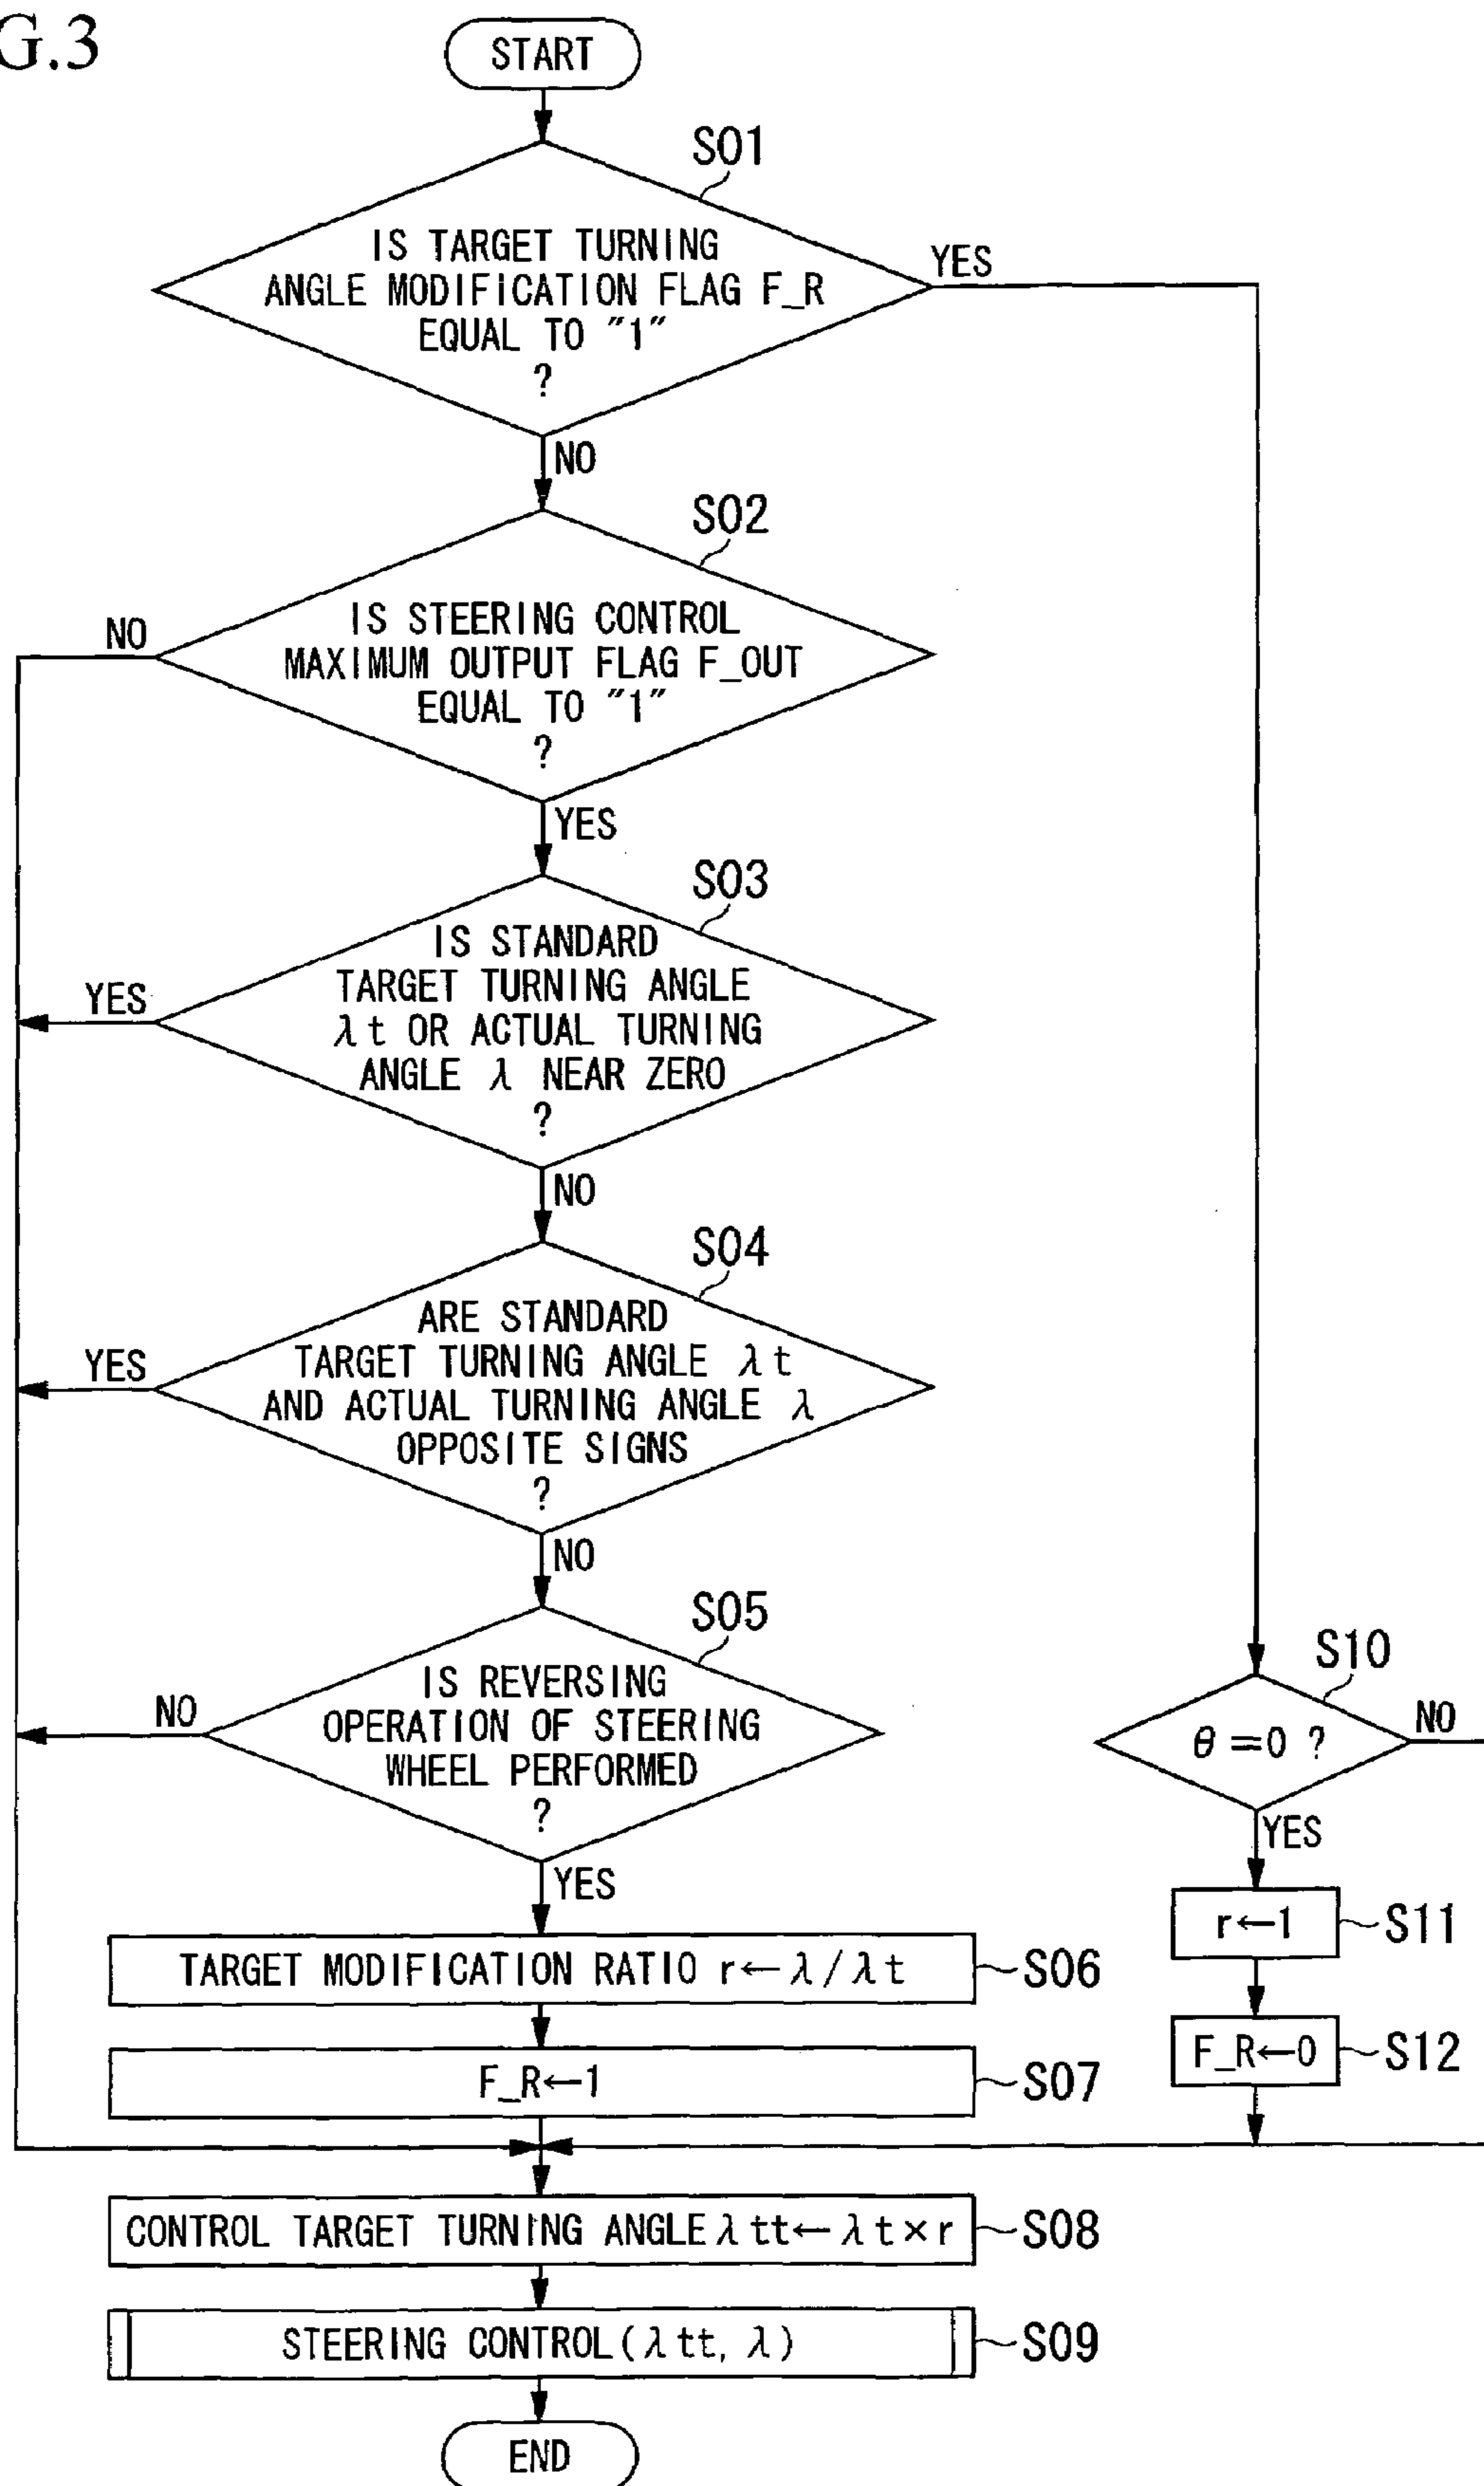 G.3
START
S01
IS TARGET TURNING
ANGLE MODIFICATION FLAG F_R
EQUAL TO "1"
?
YES
NO
S02
IS STEERING CONTROL
MAXIMUM OUTPUT FLAG F_OUT
EQUAL TO "1"
?
NO
YES
S03
IS STANDARD
TARGET TURNING ANGLE
λt OR ACTUAL TURNING
ANGLE λ NEAR ZERO
?
YES
NO
S04
ARE STANDARD
TARGET TURNING ANGLE λt
AND ACTUAL TURNING ANGLE λ
OPPOSITE SIGNS
?
YES
NO
S05
IS REVERSING
OPERATION OF STEERING
WHEEL PERFORMED
?
NO
YES
S10
θ=0 ?
NO
YES
r←1
S11
F_R←0
S12
TARGET MODIFICATION RATIO r←λ/λt
S06
F_R←1
S07
CONTROL TARGET TURNING ANGLE λtt←λt×r
S08
STEERING CONTROL(λtt, λ)
S09
END